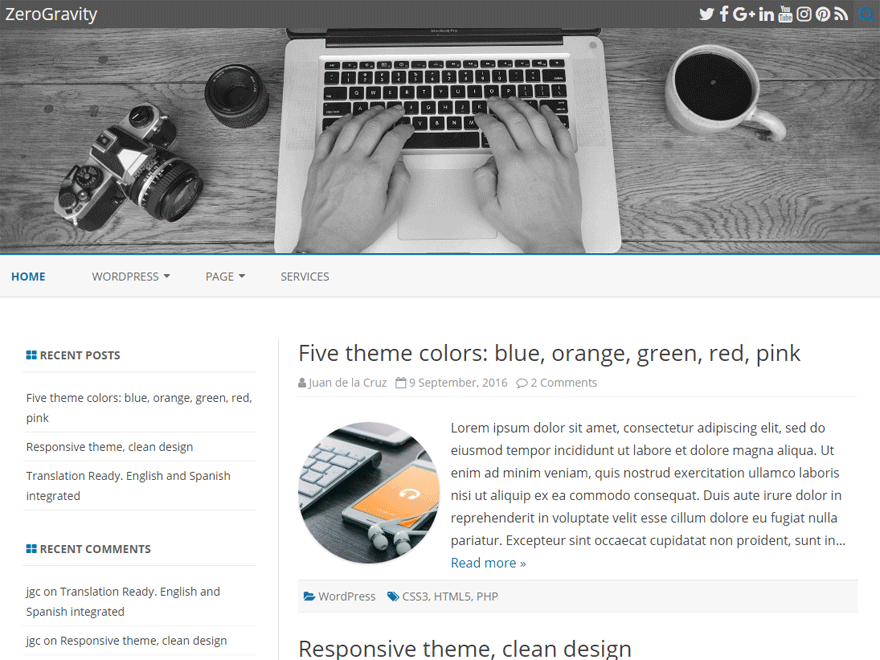 ZeroGravity
HOME WORDPRESS PAGE SERVICES
RECENT POSTS
Five theme colors: blue, orange, green, red,
pink
Responsive theme, clean design
Translation Ready. English and Spanish
integrated
RECENT COMMENTS
jgc on Translation Ready. English and
Spanish integrated
jgc on Responsive theme, clean design
Five theme colors: blue, orange, green, red, pink
Juan de la Cruz 9 September, 2016 2 Comments
Lorem ipsum dolor sit amet, consectetur adipiscing elit, sed do
eiusmod tempor incididunt ut labore et dolore magna aliqua. Ut
enim ad minim veniam, quis nostrud exercitation ullamco laboris
nisi ut aliquip ex ea commodo consequat. Duis aute irure dolor in
reprehenderit in voluptate velit esse cillum dolore eu fugiat nulla
pariatur. Excepteur sint occaecat cupidatat non proident, sunt in...
Read more »
WordPress CSS3, HTML5, PHP
Responsive theme, clean design